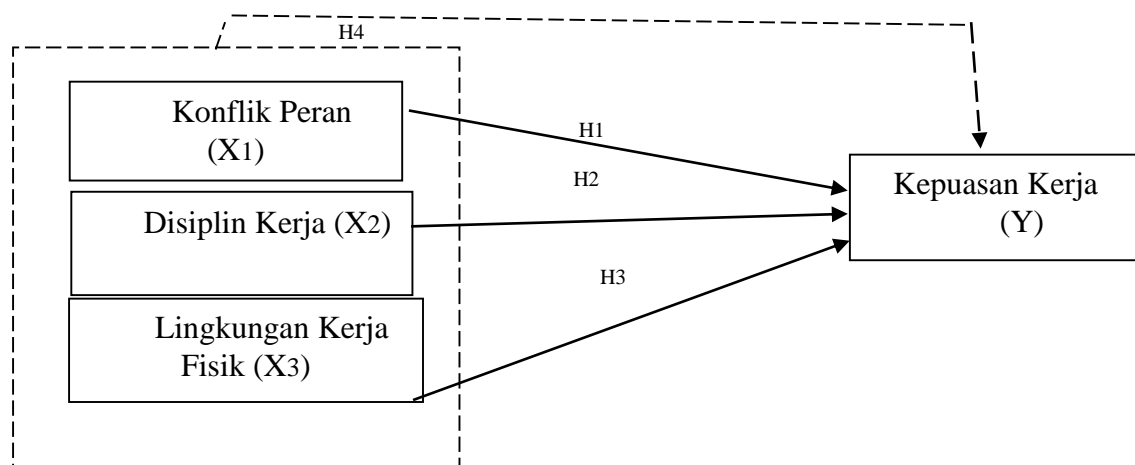 H4
Konflik Peran
(X1)
H1
H2
Disiplin Kerja (X2)
Kepuasan Kerja
(Y)
H3
Lingkungan Kerja
Fisik (X3)